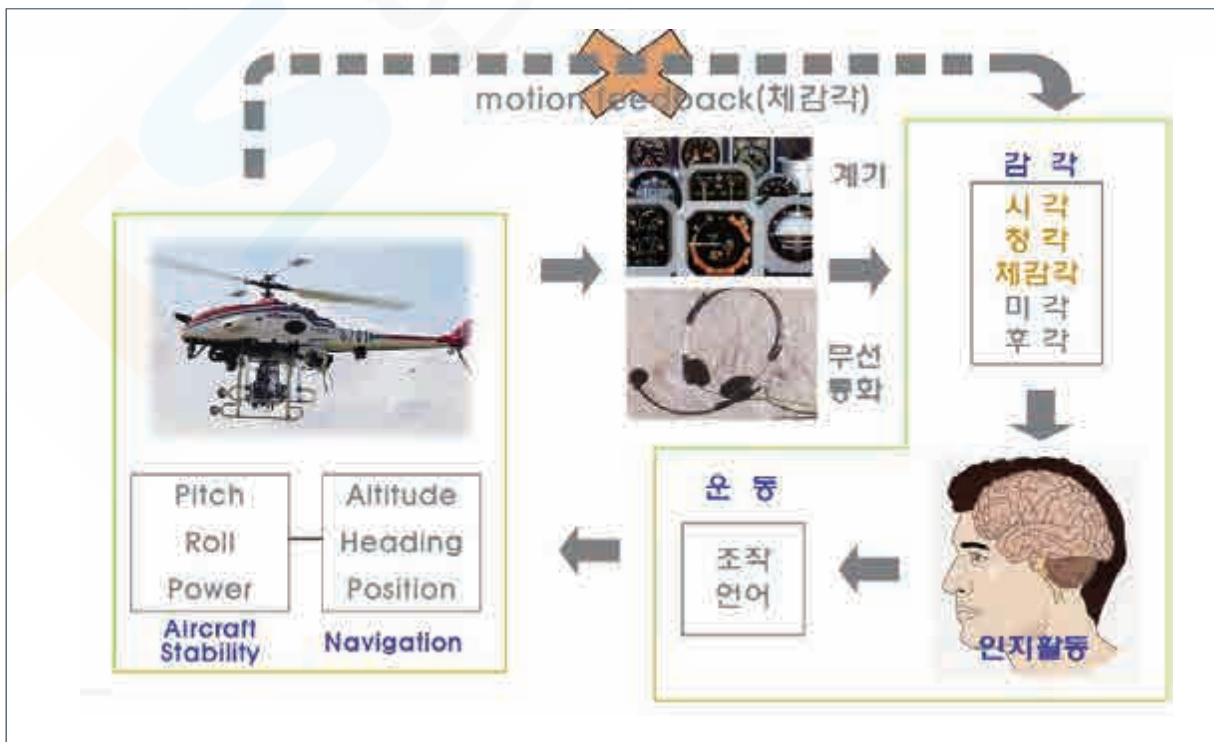 motion feedback(체감각)
계기
무선
통화
감 각
시 각
청 각
체감각
미 각
후 각
인지활동
운 동
조작
언어
Pitch
Roll
Power
Aircraft
Stability
Altitude
Heading
Position
Navigation